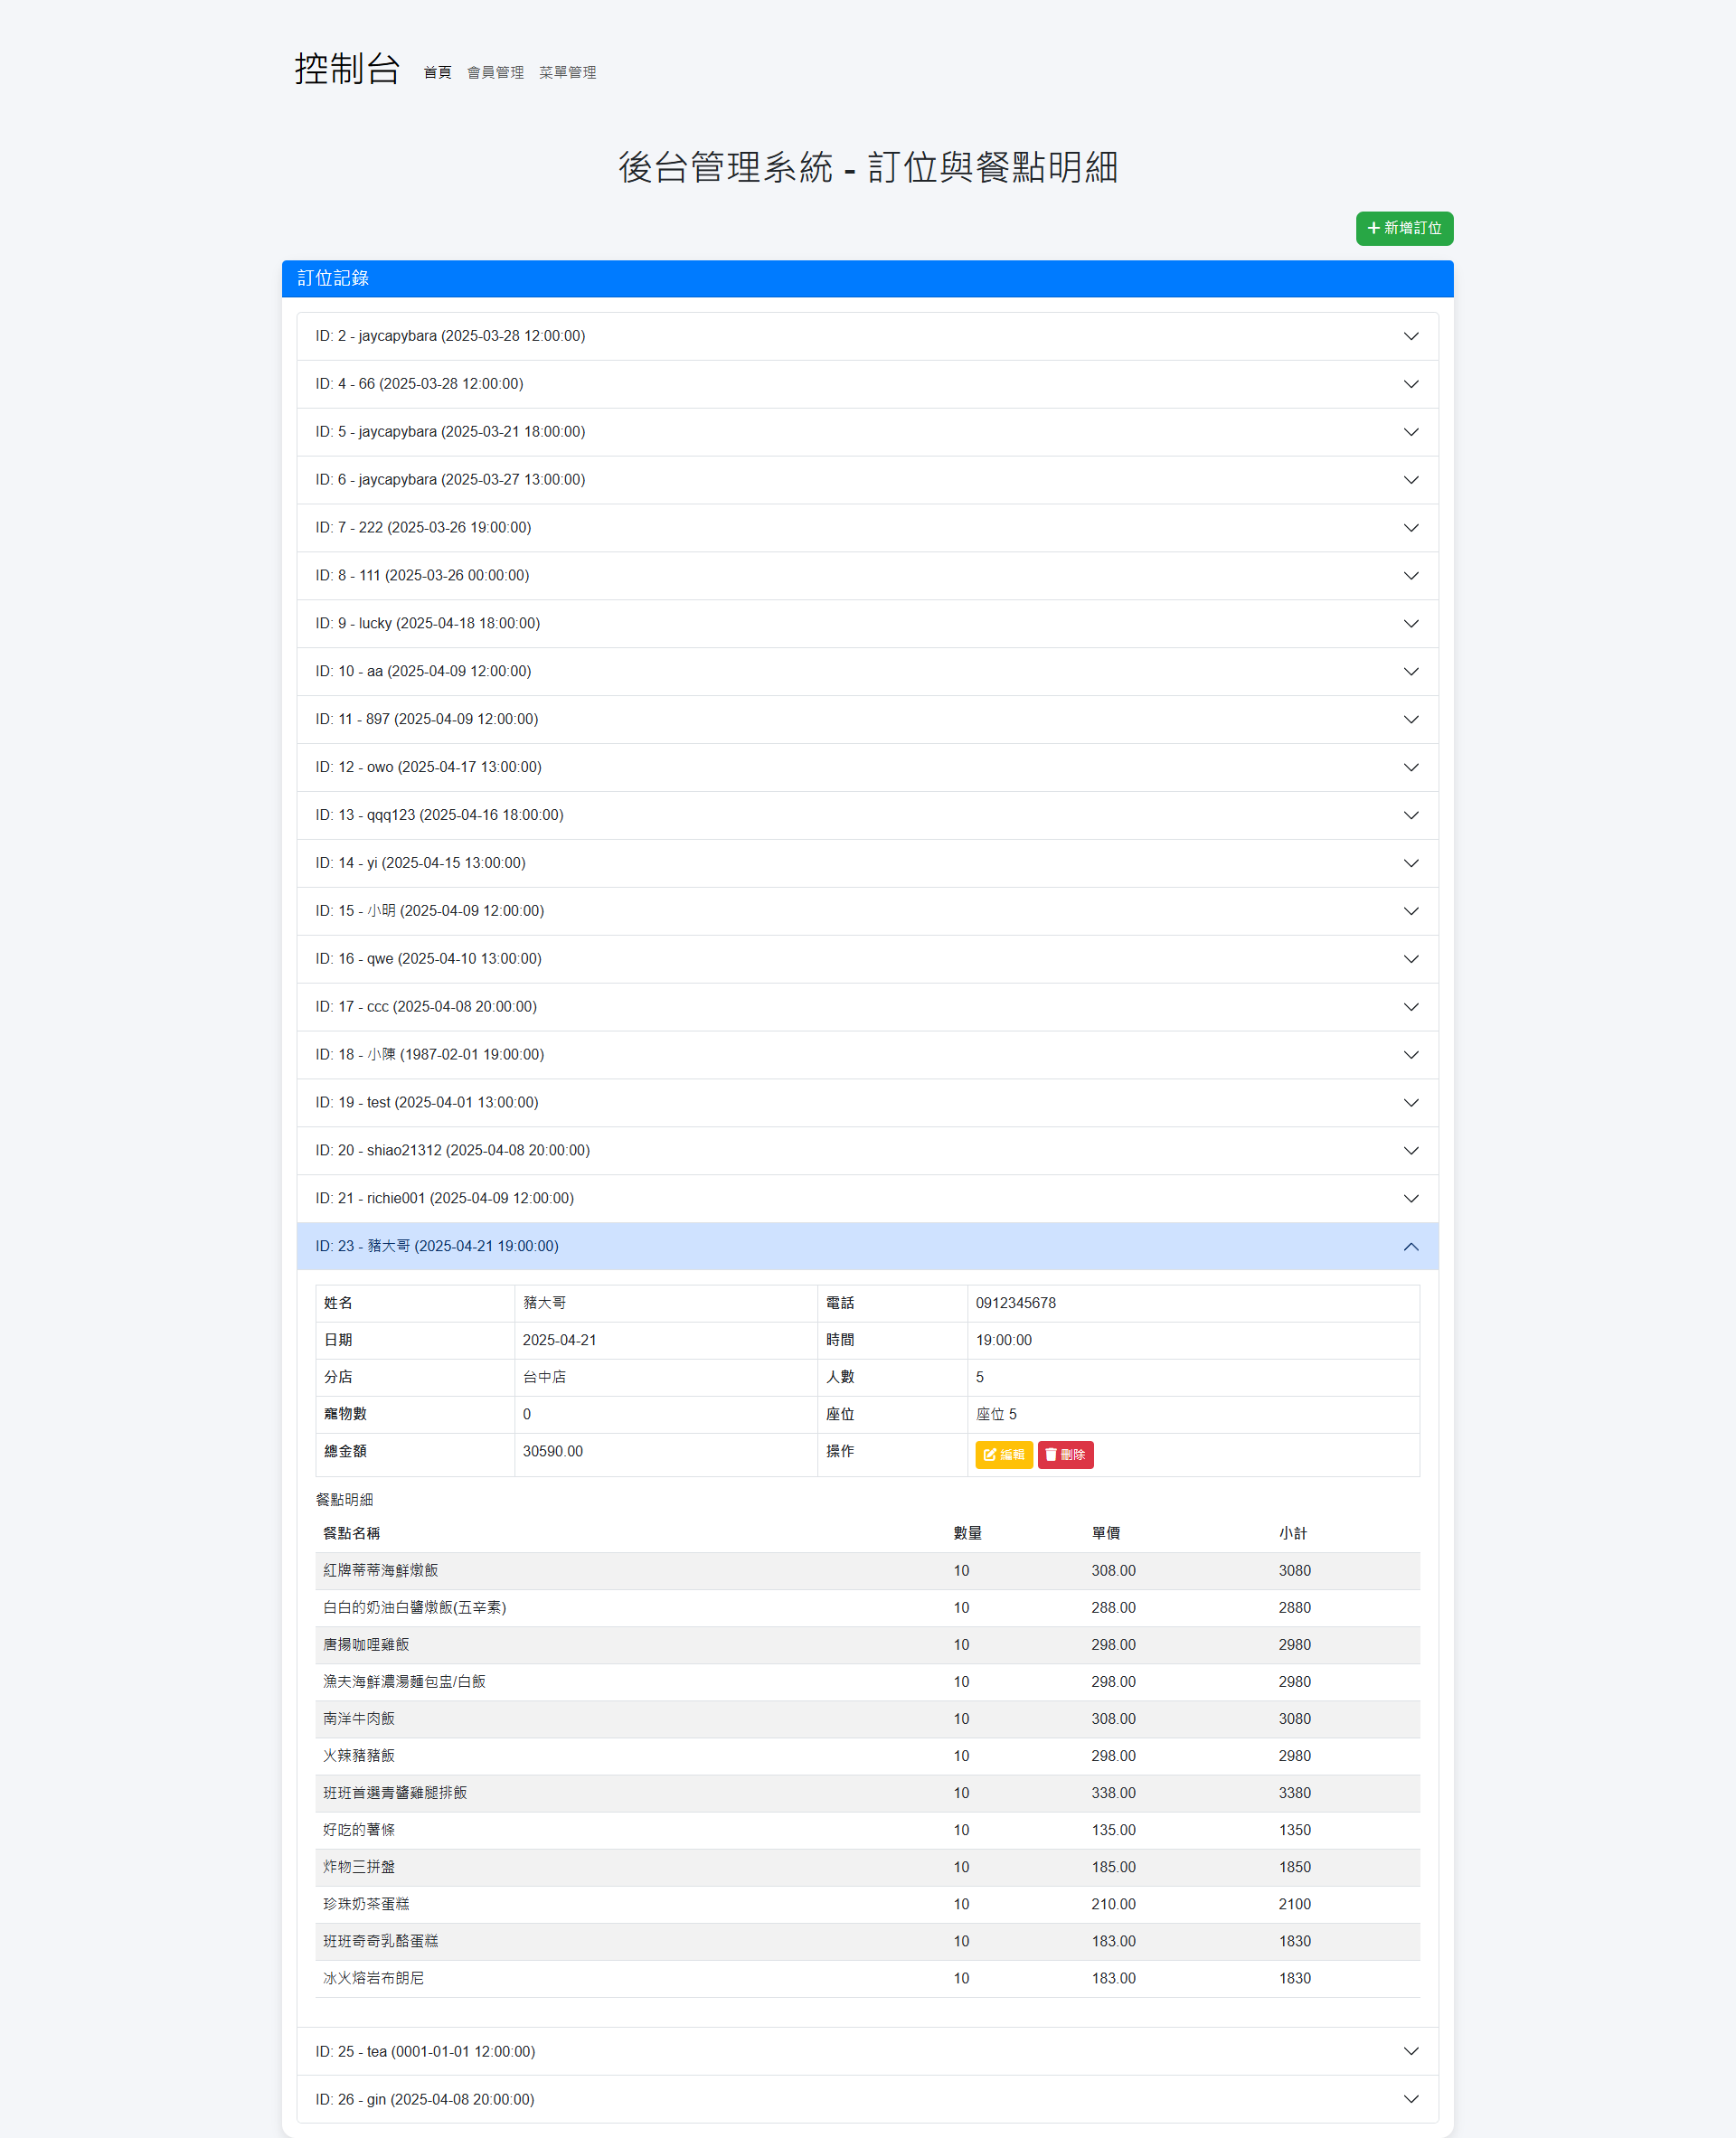 控制台 首頁 會員管理 菜單管理
後台管理系統 - 訂位與餐點明細
新增訂位
訂位記錄
ID: 2 - jaycapybara (2025-03-28 12:00:00)
ID: 4 - 66 (2025-03-28 12:00:00)
ID: 5 - jaycapybara (2025-03-21 18:00:00)
ID: 6 - jaycapybara (2025-03-27 13:00:00)
ID: 7 - 222 (2025-03-26 19:00:00)
ID: 8 - 111 (2025-03-26 00:00:00)
ID: 9 - lucky (2025-04-18 18:00:00)
ID: 10 - aa (2025-04-09 12:00:00)
ID: 11 - 897 (2025-04-09 12:00:00)
ID: 12 - owo (2025-04-17 13:00:00)
ID: 13 - qqq123 (2025-04-16 18:00:00)
ID: 14 - yi (2025-04-15 13:00:00)
ID: 15 - 小明 (2025-04-09 12:00:00)
ID: 16 - qwe (2025-04-10 13:00:00)
ID: 17 - ccc (2025-04-08 20:00:00)
ID: 18 - 小陳 (1987-02-01 19:00:00)
ID: 19 - test (2025-04-01 13:00:00)
ID: 20 - shiao21312 (2025-04-08 20:00:00)
ID: 21 - richie001 (2025-04-09 12:00:00)
ID: 23 - 豬大哥 (2025-04-21 19:00:00)
姓名 豬大哥 電話 0912345678
日期 2025-04-21 時間 19:00:00
分店 台中店 人數 5
寵物數 0 座位 座位 5
總金額 30590.00 操作 編輯 刪除
餐點明細
餐點名稱 數量 單價 小計
紅牌蒂蒂海鮮燉飯 10 308.00 3080
白白的奶油白醬燉飯(五辛素) 10 288.00 2880
唐揚咖哩雞飯 10 298.00 2980
漁夫海鮮濃湯麵包盅/白飯 10 298.00 2980
南洋牛肉飯 10 308.00 3080
火辣豬豬飯 10 298.00 2980
班班首選青醬雞腿排飯 10 338.00 3380
好吃的薯條 10 135.00 1350
炸物三拼盤 10 185.00 1850
珍珠奶茶蛋糕 10 210.00 2100
班班奇奇乳酪蛋糕 10 183.00 1830
冰火熔岩布朗尼 10 183.00 1830
ID: 25 - tea (0001-01-01 12:00:00)
ID: 26 - gin (2025-04-08 20:00:00)